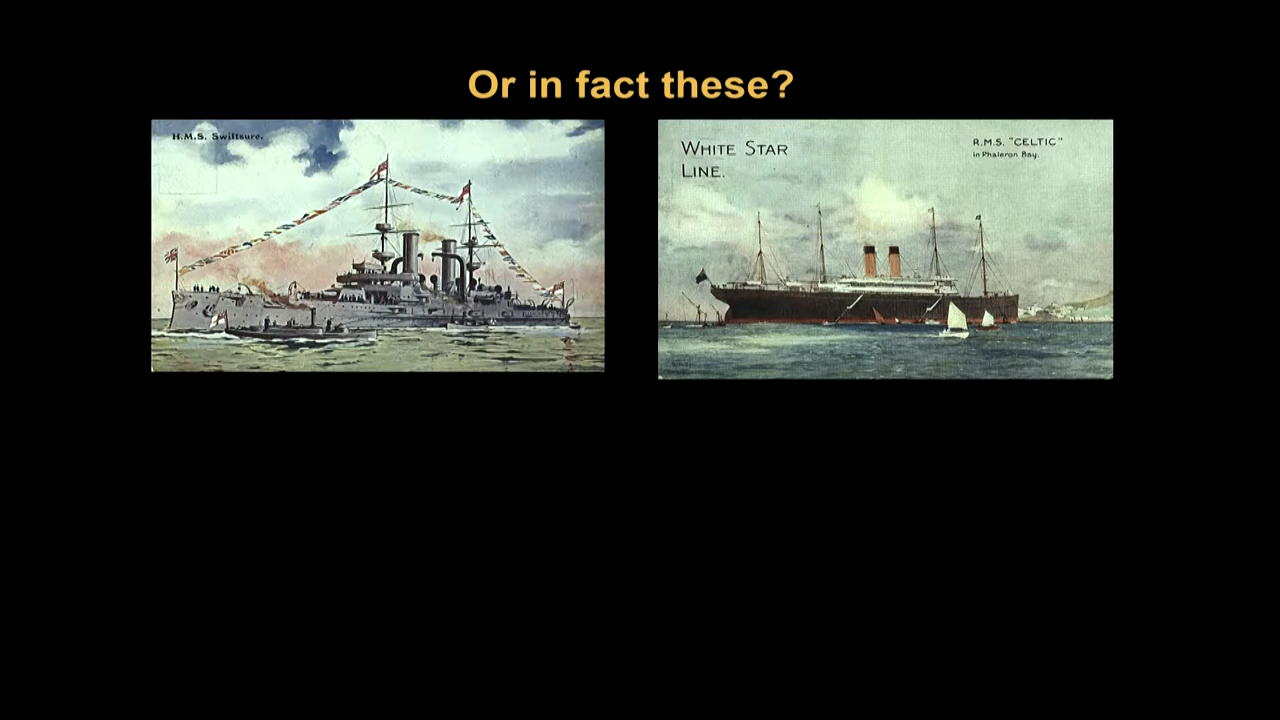 Or in fact these?
H.M.S. Swiftsure.
WHITE STAR
LINE.
R.M.S. "CELTIC"
in Phaleron Bay.